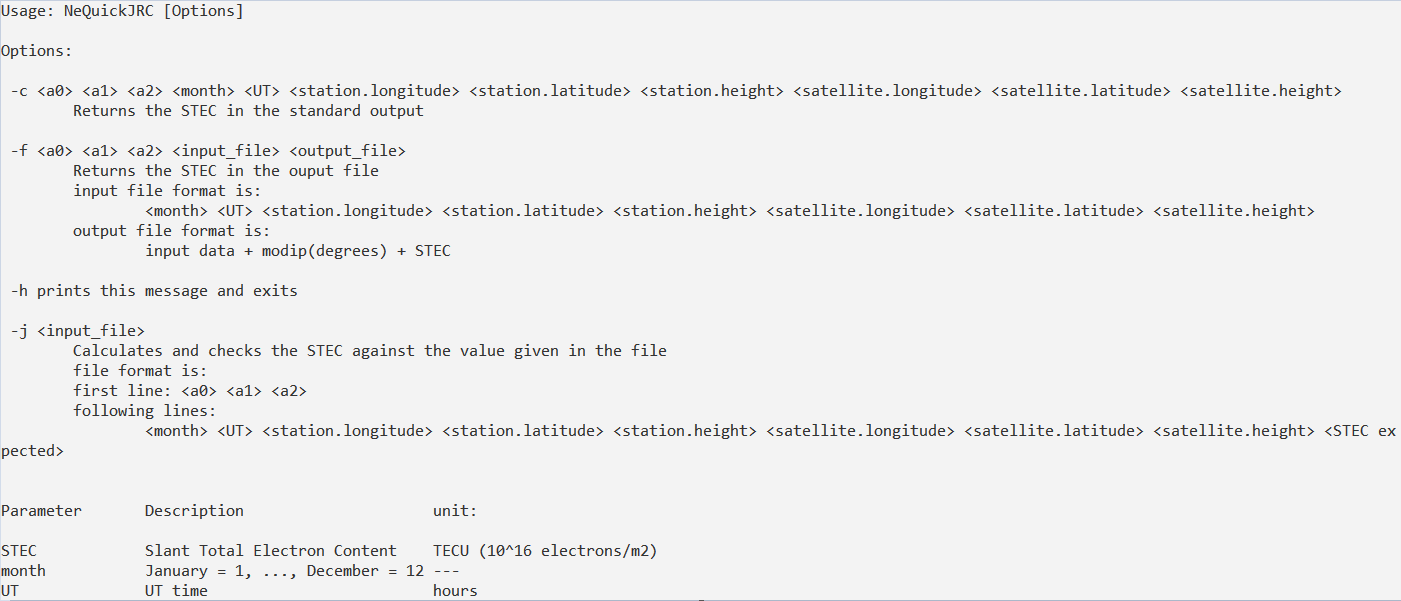 Usage: NeQuickJRC [Options]
Options:
-c <a0> <a1> <a2> <month> <UT> <station.longitude> <station.latitude> <station.height> <satellite.longitude> <satellite.latitude> <satellite.height>
Returns the STEC in the standard output
-f <a0> <a1> <a2> <input_file> <output_file>
Returns the STEC in the ouput file
input file format is:
<month> <UT> <station.longitude> <station.latitude> <station.height> <satellite.longitude> <satellite.latitude> <satellite.height>
output file format is:
input data + modip(degrees) + STEC
-h prints this message and exits
-j <input_file>
Calculates and checks the STEC against the value given in the file
file format is:
first line: <a0> <a1> <a2>
following lines:
<month> <UT> <station.longitude> <station.latitude> <station.height> <satellite.longitude> <satellite.latitude> <satellite.height> <STEC ex
pected>
Parameter Description unit:
STEC Slant Total Electron Content TECU (10^16 electrons/m2)
month January = 1, ..., December = 12 ---
UT UT time hours